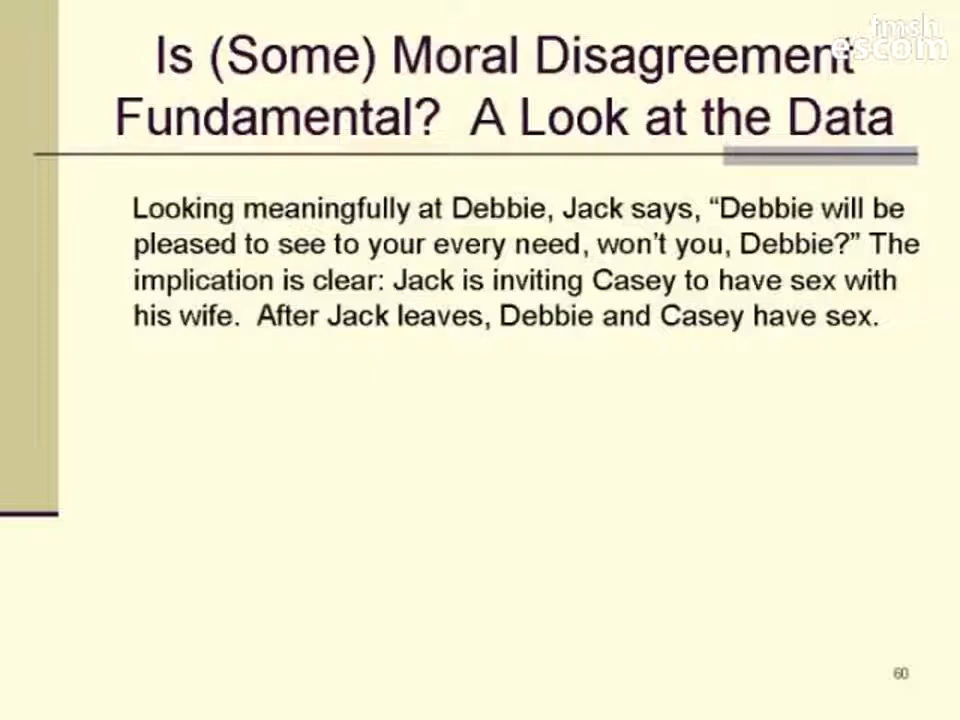 fmsh
escom
Is (Some) Moral Disagreement
Fundamental? A Look at the Data
Looking meaningfully at Debbie, Jack says, “Debbie will be
pleased to see to your every need, won’t you, Debbie?” The
implication is clear: Jack is inviting Casey to have sex with
his wife. After Jack leaves, Debbie and Casey have sex.
60